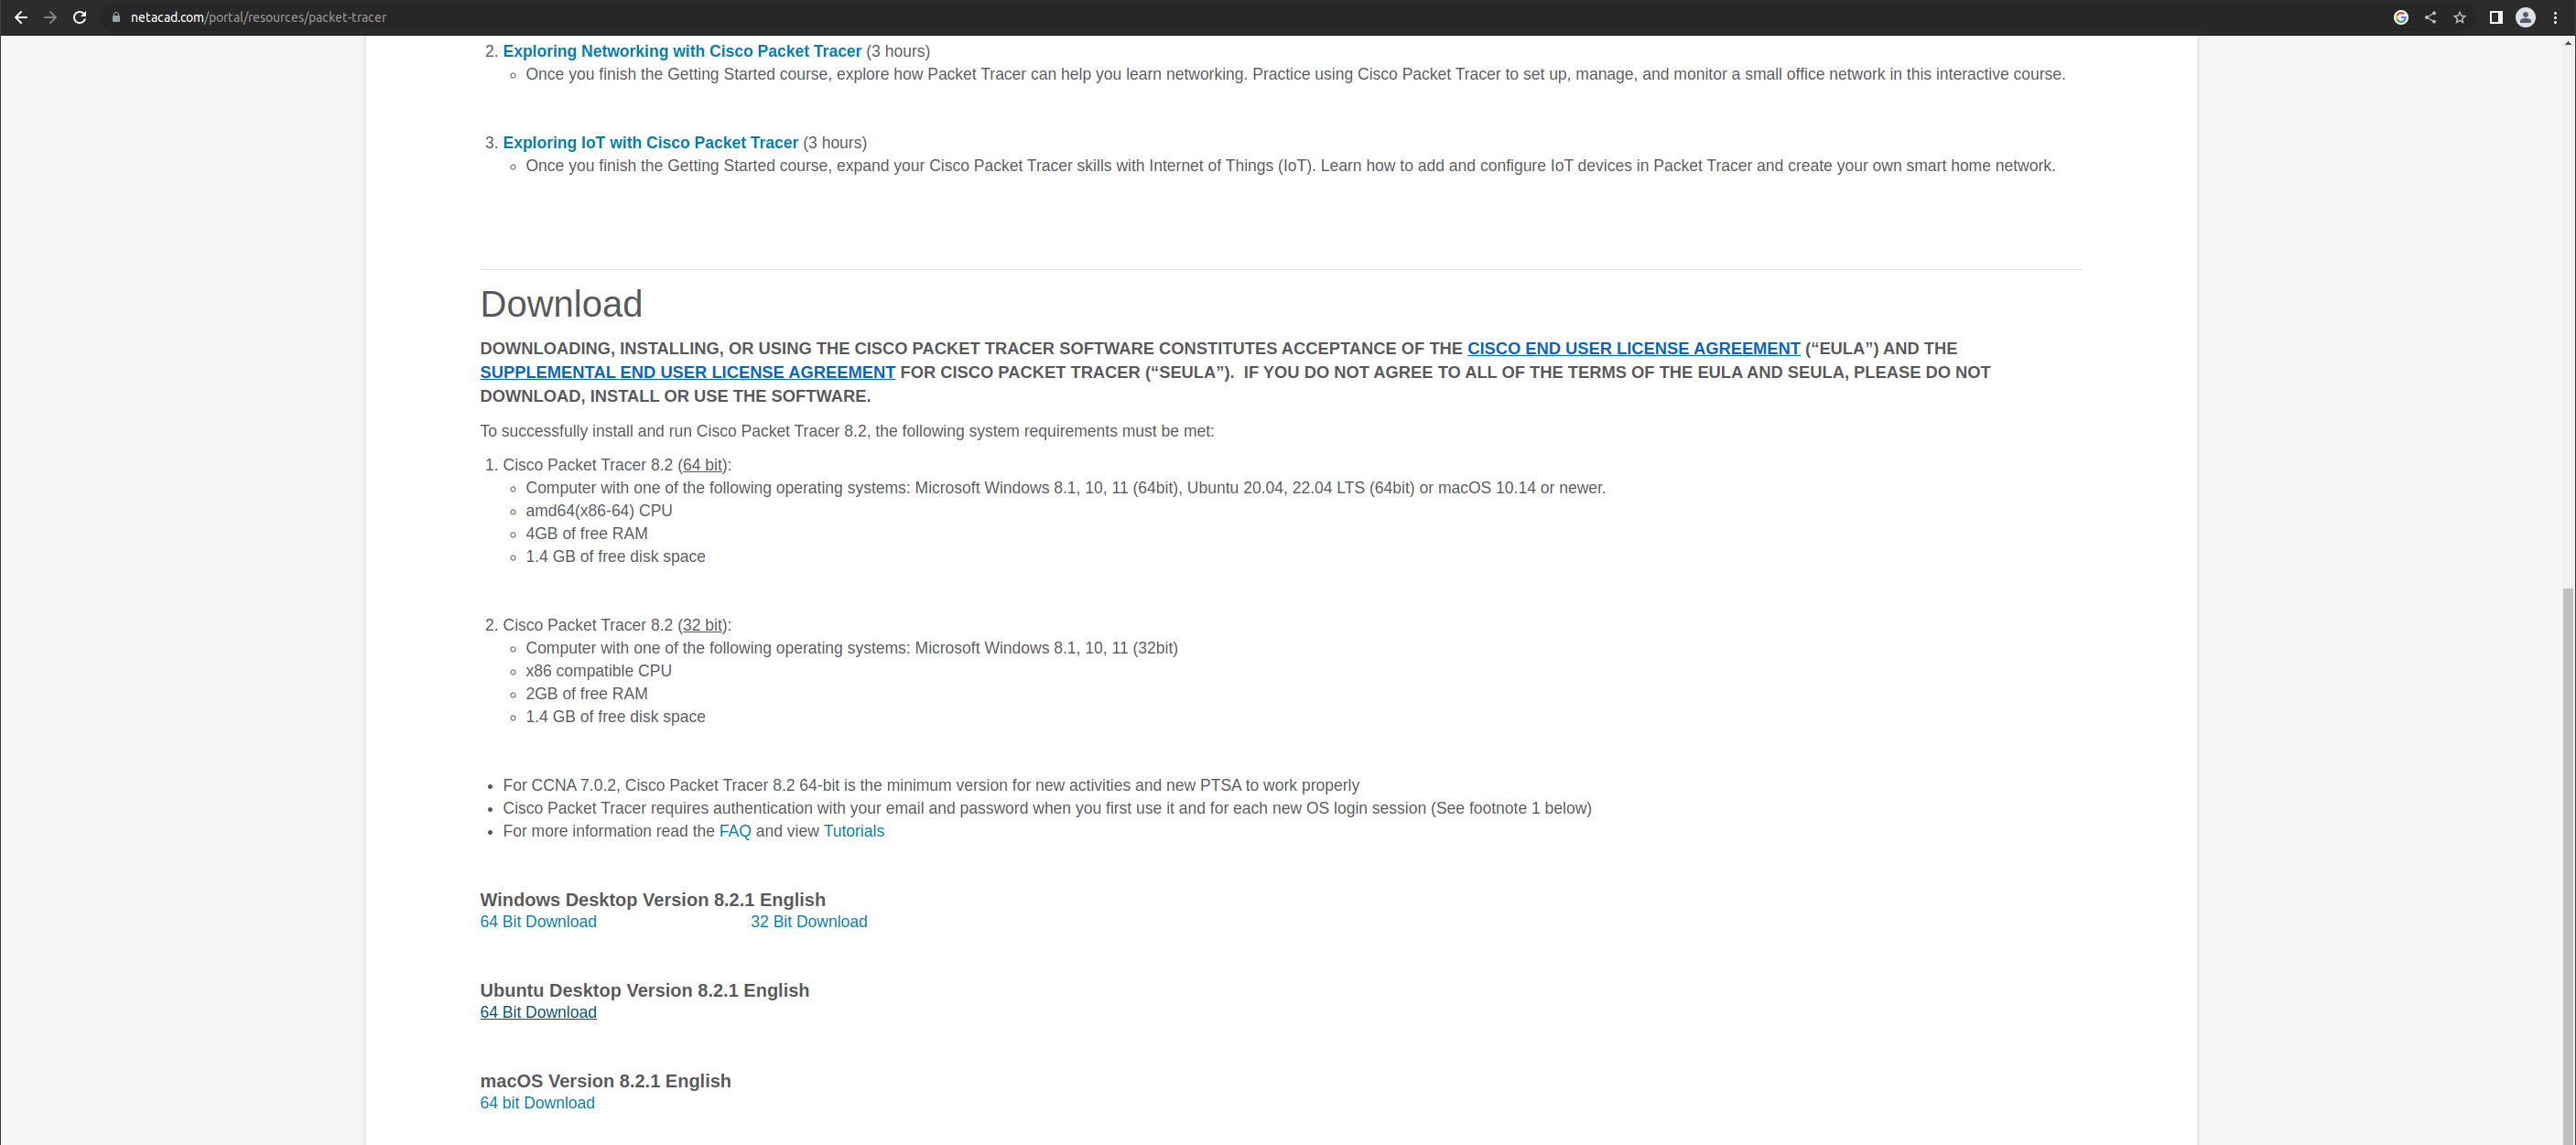 netacad.com/portal/resources/packet-tracer
2. Exploring Networking with Cisco Packet Tracer (3 hours)
Once you finish the Getting Started course, explore how Packet Tracer can help you learn networking. Practice using Cisco Packet Tracer to set up, manage, and monitor a small office network in this interactive course.
3. Exploring IoT with Cisco Packet Tracer (3 hours)
Once you finish the Getting Started course, expand your Cisco Packet Tracer skills with Internet of Things (IoT). Learn how to add and configure IoT devices in Packet Tracer and create your own smart home network.
Download
DOWNLOADING, INSTALLING, OR USING THE CISCO PACKET TRACER SOFTWARE CONSTITUTES ACCEPTANCE OF THE CISCO END USER LICENSE AGREEMENT (“EULA”) AND THE
SUPPLEMENTAL END USER LICENSE AGREEMENT FOR CISCO PACKET TRACER (“SEULA”).  IF YOU DO NOT AGREE TO ALL OF THE TERMS OF THE EULA AND SEULA, PLEASE DO NOT
DOWNLOAD, INSTALL OR USE THE SOFTWARE.
To successfully install and run Cisco Packet Tracer 8.2, the following system requirements must be met:
1. Cisco Packet Tracer 8.2 (64 bit):
Computer with one of the following operating systems: Microsoft Windows 8.1, 10, 11 (64bit), Ubuntu 20.04, 22.04 LTS (64bit) or macOS 10.14 or newer.
amd64(x86-64) CPU
4GB of free RAM
1.4 GB of free disk space
2. Cisco Packet Tracer 8.2 (32 bit):
Computer with one of the following operating systems: Microsoft Windows 8.1, 10, 11 (32bit)
x86 compatible CPU
2GB of free RAM
1.4 GB of free disk space
For CCNA 7.0.2, Cisco Packet Tracer 8.2 64-bit is the minimum version for new activities and new PTSA to work properly
Cisco Packet Tracer requires authentication with your email and password when you first use it and for each new OS login session (See footnote 1 below)
For more information read the FAQ and view Tutorials
Windows Desktop Version 8.2.1 English
64 Bit Download 32 Bit Download
Ubuntu Desktop Version 8.2.1 English
64 Bit Download
macOS Version 8.2.1 English
64 bit Download